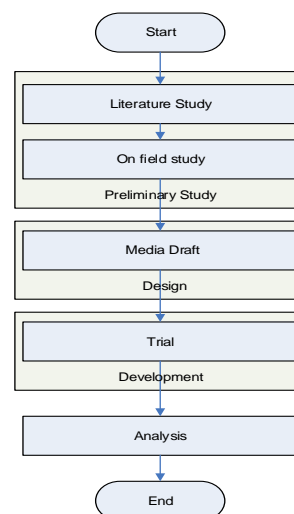 Start
Literature Study
On field study
Preliminary Study
Media Draft
Design
Trial
Development
Analysis
End